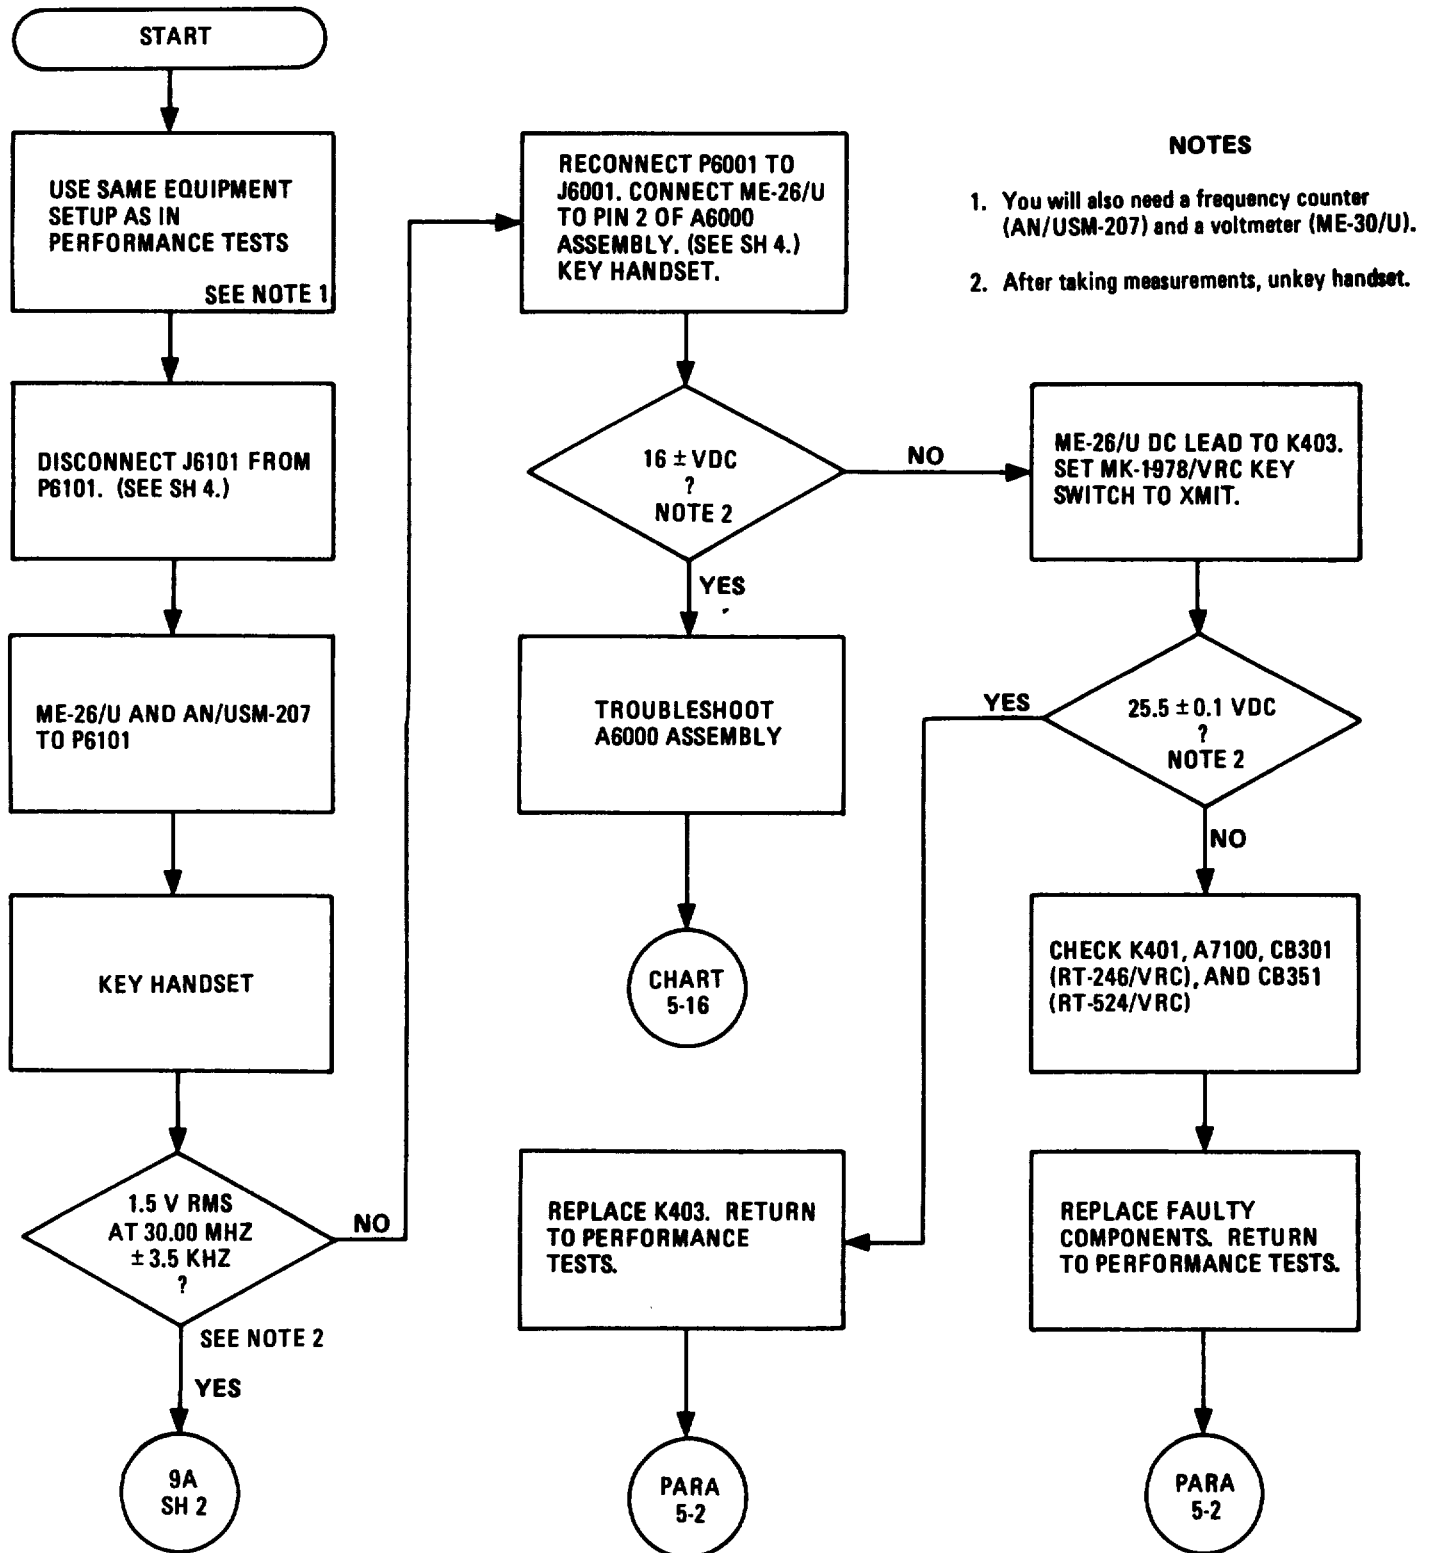 START
USE SAME EQUIPMENT
SETUP AS IN
PERFORMANCE TESTS
SEE NOTE 1
DISCONNECT J6101 FROM
P6101. (SEE SH 4.)
ME-26/U AND AN/USM-207
TO P6101
KEY HANDSET
1.5 V RMS
AT 30.00 MHZ
± 3.5 KHZ
?
NO
SEE NOTE 2
YES
9A
SH 2
RECONNECT P6001 TO
J6001. CONNECT ME-26/U
TO PIN 2 OF A6000
ASSEMBLY. (SEE SH 4.)
KEY HANDSET.
16 ± VDC
?
NOTE 2
NO
YES
TROUBLESHOOT
A6000 ASSEMBLY
CHART
5-16
REPLACE K403. RETURN
TO PERFORMANCE
TESTS.
PARA
5-2
NOTES
1. You will also need a frequency counter
(AN/USM-207) and a voltmeter (ME-30/U).
2. After taking measurements, unkey handset.
ME-26/U DC LEAD TO K403.
SET MK-1978/VRC KEY
SWITCH TO XMIT.
YES
25.5 ± 0.1 VDC
?
NOTE 2
NO
CHECK K401, A7100, CB301
(RT-246/VRC), AND CB351
(RT-524/VRC)
REPLACE FAULTY
COMPONENTS. RETURN
TO PERFORMANCE TESTS.
PARA
5-2